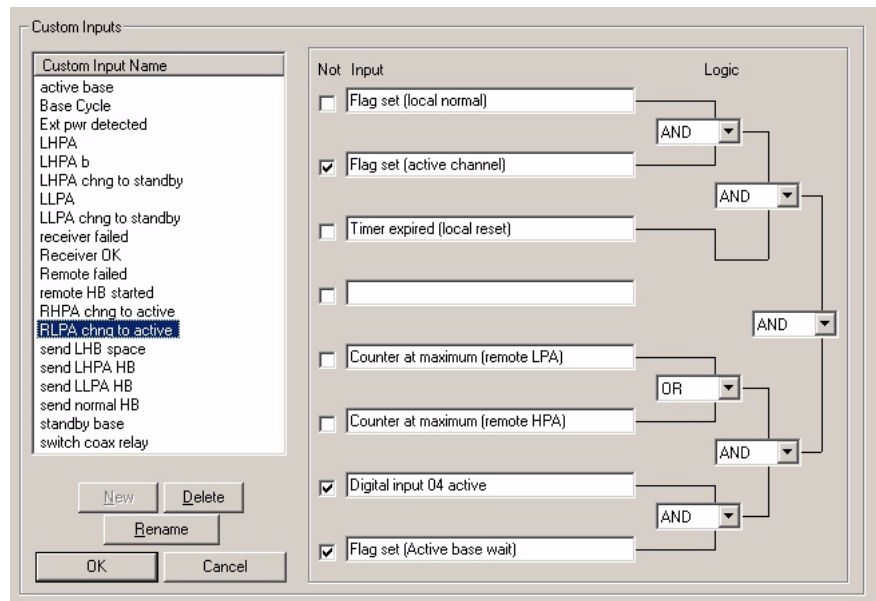 Custom Inputs
Custom Input Name
active base
Base Cycle
Ext pwr detected
LHPA
LHPA b
LHPA chng to standby
LLPA
LLPA chng to standby
receiver failed
Receiver OK
Remote failed
remote HB started
RHPA chng to active
RLPA chng to active
send LHB space
send LHPA HB
send LLPA HB
send normal HB
standby base
switch coax relay
New Delete
Rename
OK Cancel
Not Input Logic
Flag set (local normal)
AND
Flag set (active channel)
AND
Timer expired (local reset)
AND
Counter at maximum (remote LPA)
OR
Counter at maximum (remote HPA)
AND
Digital input 04 active
AND
Flag set (Active base wait)